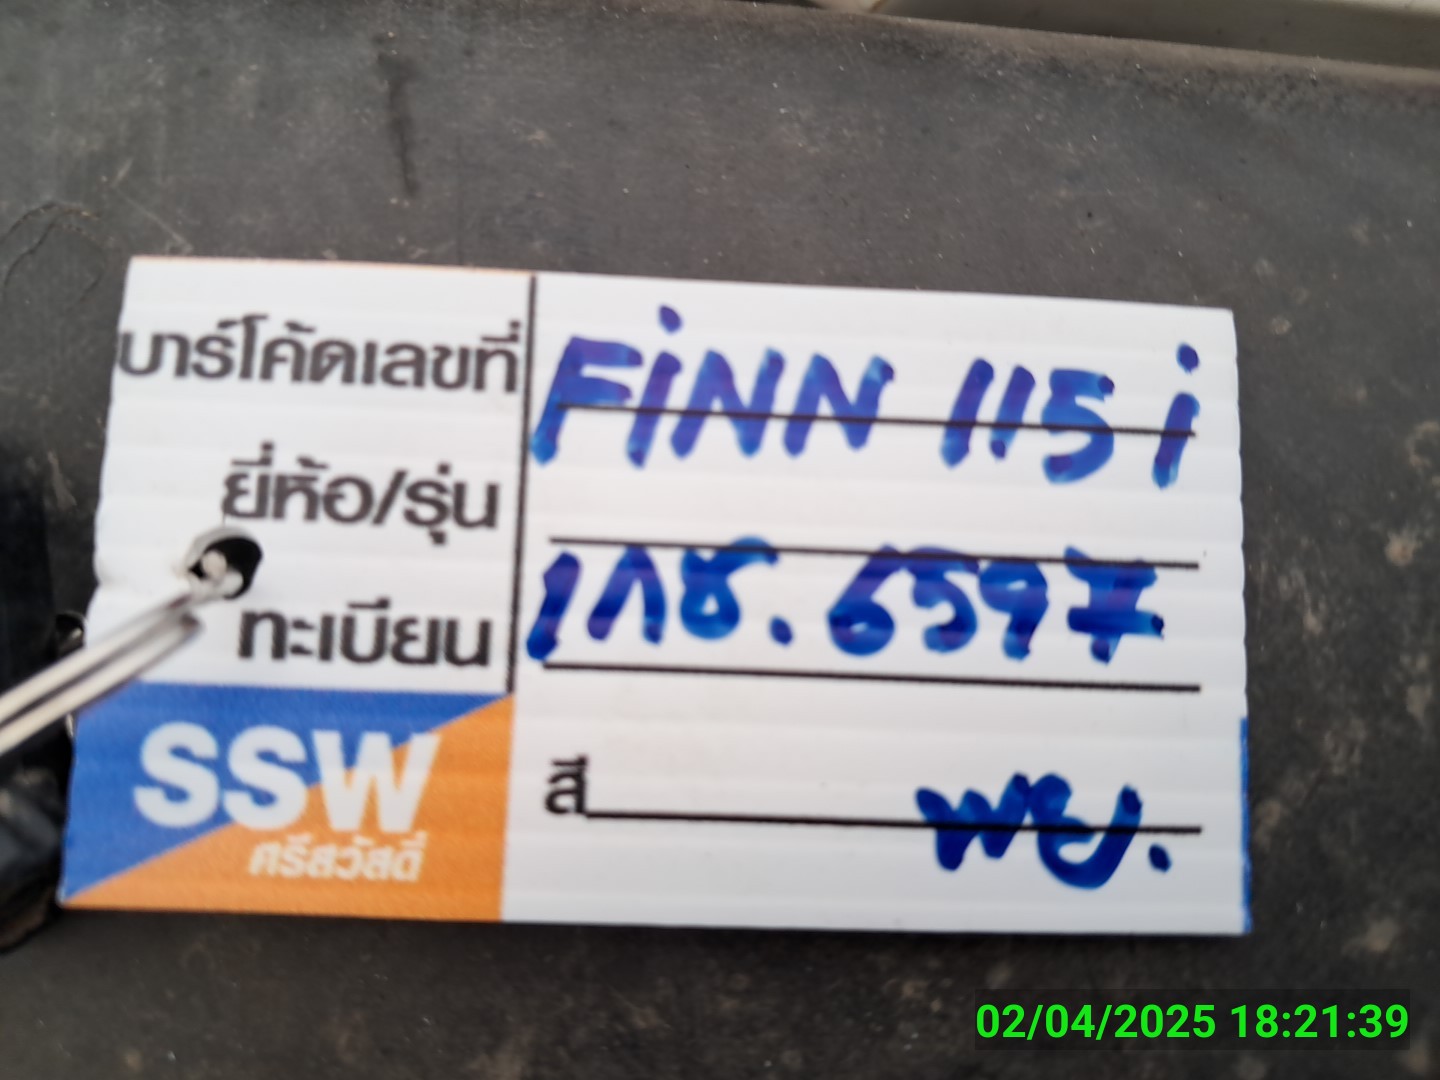 บาร์โค้ดเลขที่ FiNN 115 i
ยี่ห้อ/รุ่น
ทะเบียน 1กช. 6597
SSW
ศรีสวัสดิ์
สี พย.
02/04/2025 18:21:39